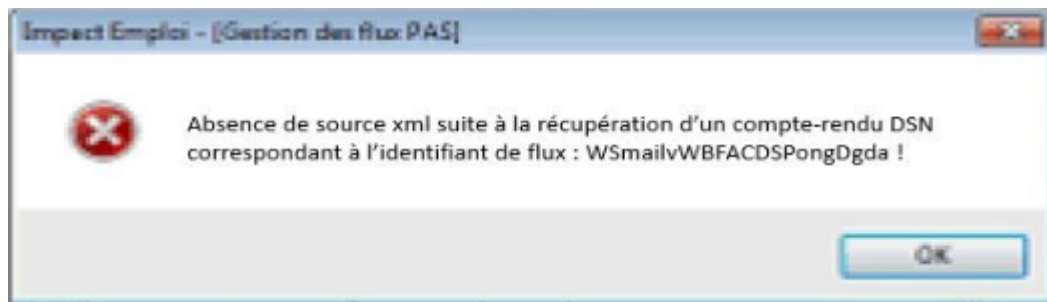 Impact Emploi - [Gestion des flux PAS]
Absence de source xml suite à la récupération d’un compte-rendu DSN
correspondant à l’identifiant de flux : WSmailvWBFACDSPongDgda !
OK